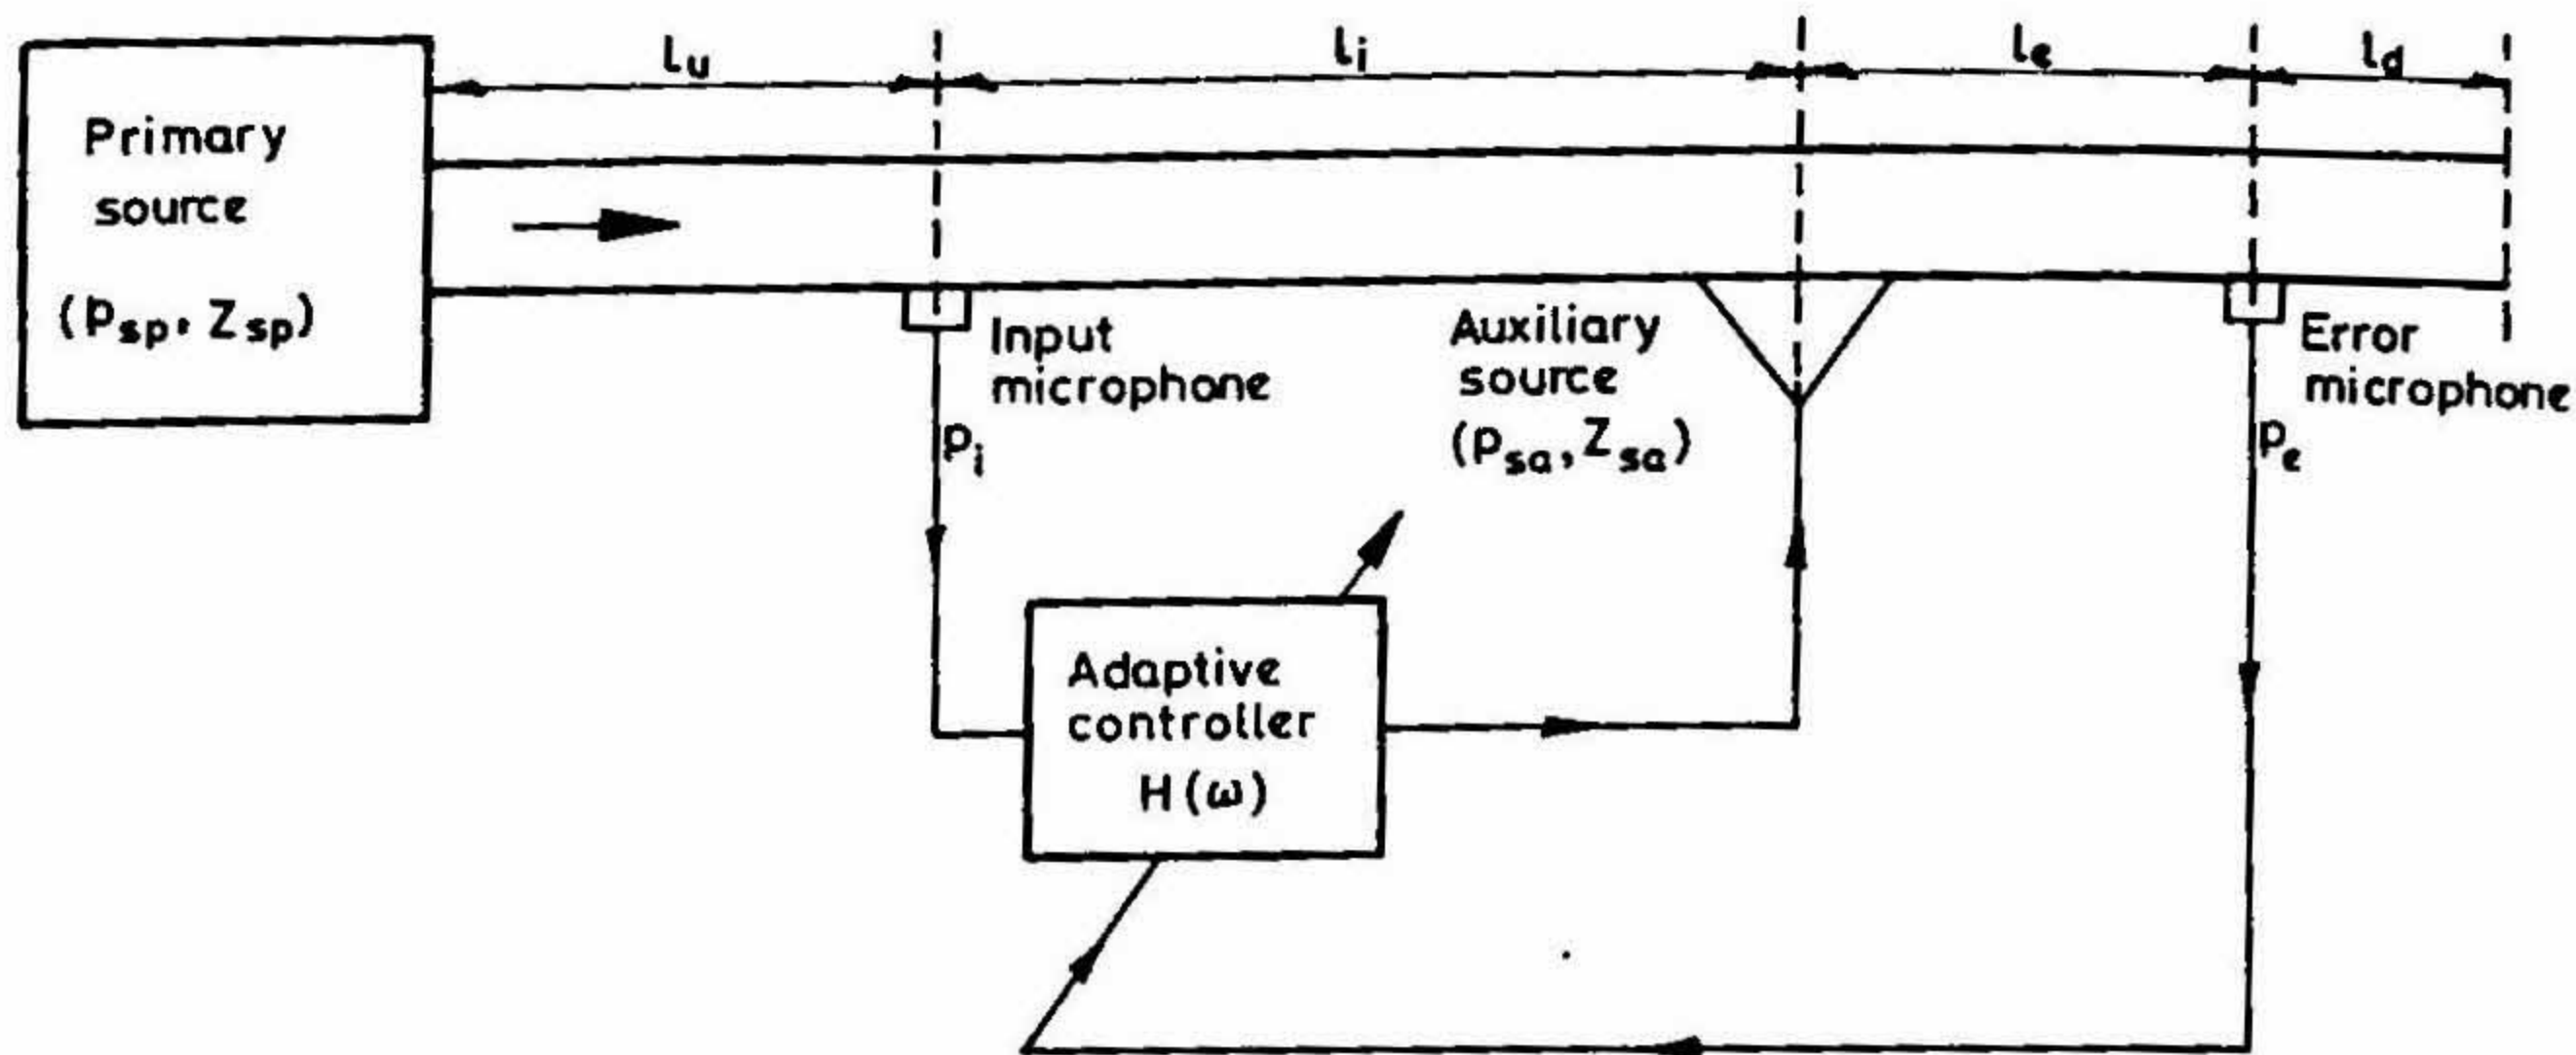 lu
li
le
ld
Primary
source
(Psp, Zsp)
Input
microphone
Auxiliary
source
(Psa, Zsa)
Error
microphone
Pi
Pe
Adaptive
controller
H(ω)